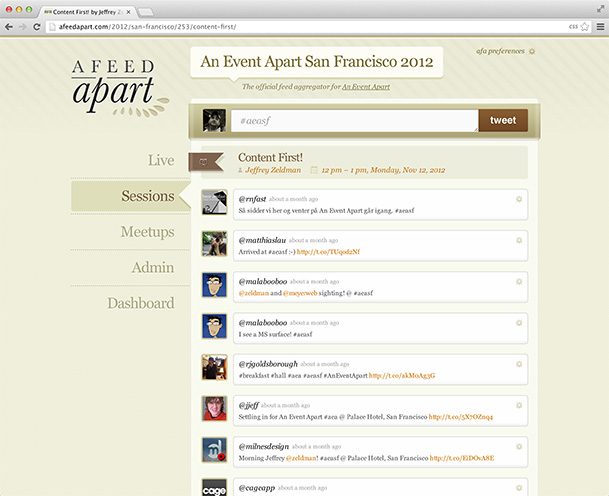 Content First! by Jeffrey Ze
afeedapart.com/2012/san-francisco/253/content-first/
css
A FEED
apart
An Event Apart San Francisco 2012
afa preferences
The official feed aggregator for An Event Apart
#aeasf
tweet
Live
Sessions
Meetups
Admin
Dashboard
Content First!
Jeffrey Zeldman 12 pm – 1 pm, Monday, Nov 12, 2012
@rnfast about a month ago
Så sidder vi her og venter på An Event Apart går igang. #aeasf
@matthiaslau about a month ago
Arrived at #aeasf :-) http://t.co/TUqod2Nf
@malabooboo about a month ago
@zeldman and @meyerweb sighting! @ #aeasf
@malabooboo about a month ago
I see a MS surface! #aeasf
@rjgoldsborough about a month ago
#breakfast #hall #aea #aeasf #AnEventApart http://t.co/akMoAg3G
@jjeff about a month ago
Settling in for An Event Apart #aea @ Palace Hotel, San Francisco http://t.co/5X7OZnq4
@milnesdesign about a month ago
Morning Jeffrey @zeldman! #aeasf @ Palace Hotel, San Francisco http://t.co/EiDOvA8E
cage
@cageapp about a month ago